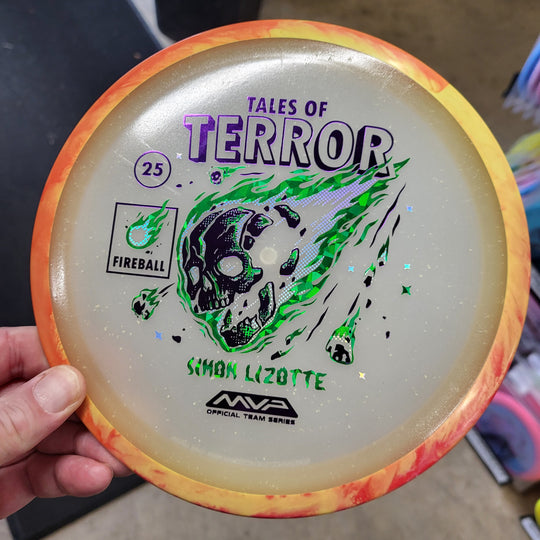 TALES OF
TERROR
25
FIREBALL
SIMON LIZOTTE
MVP
OFFICIAL TEAM SERIES